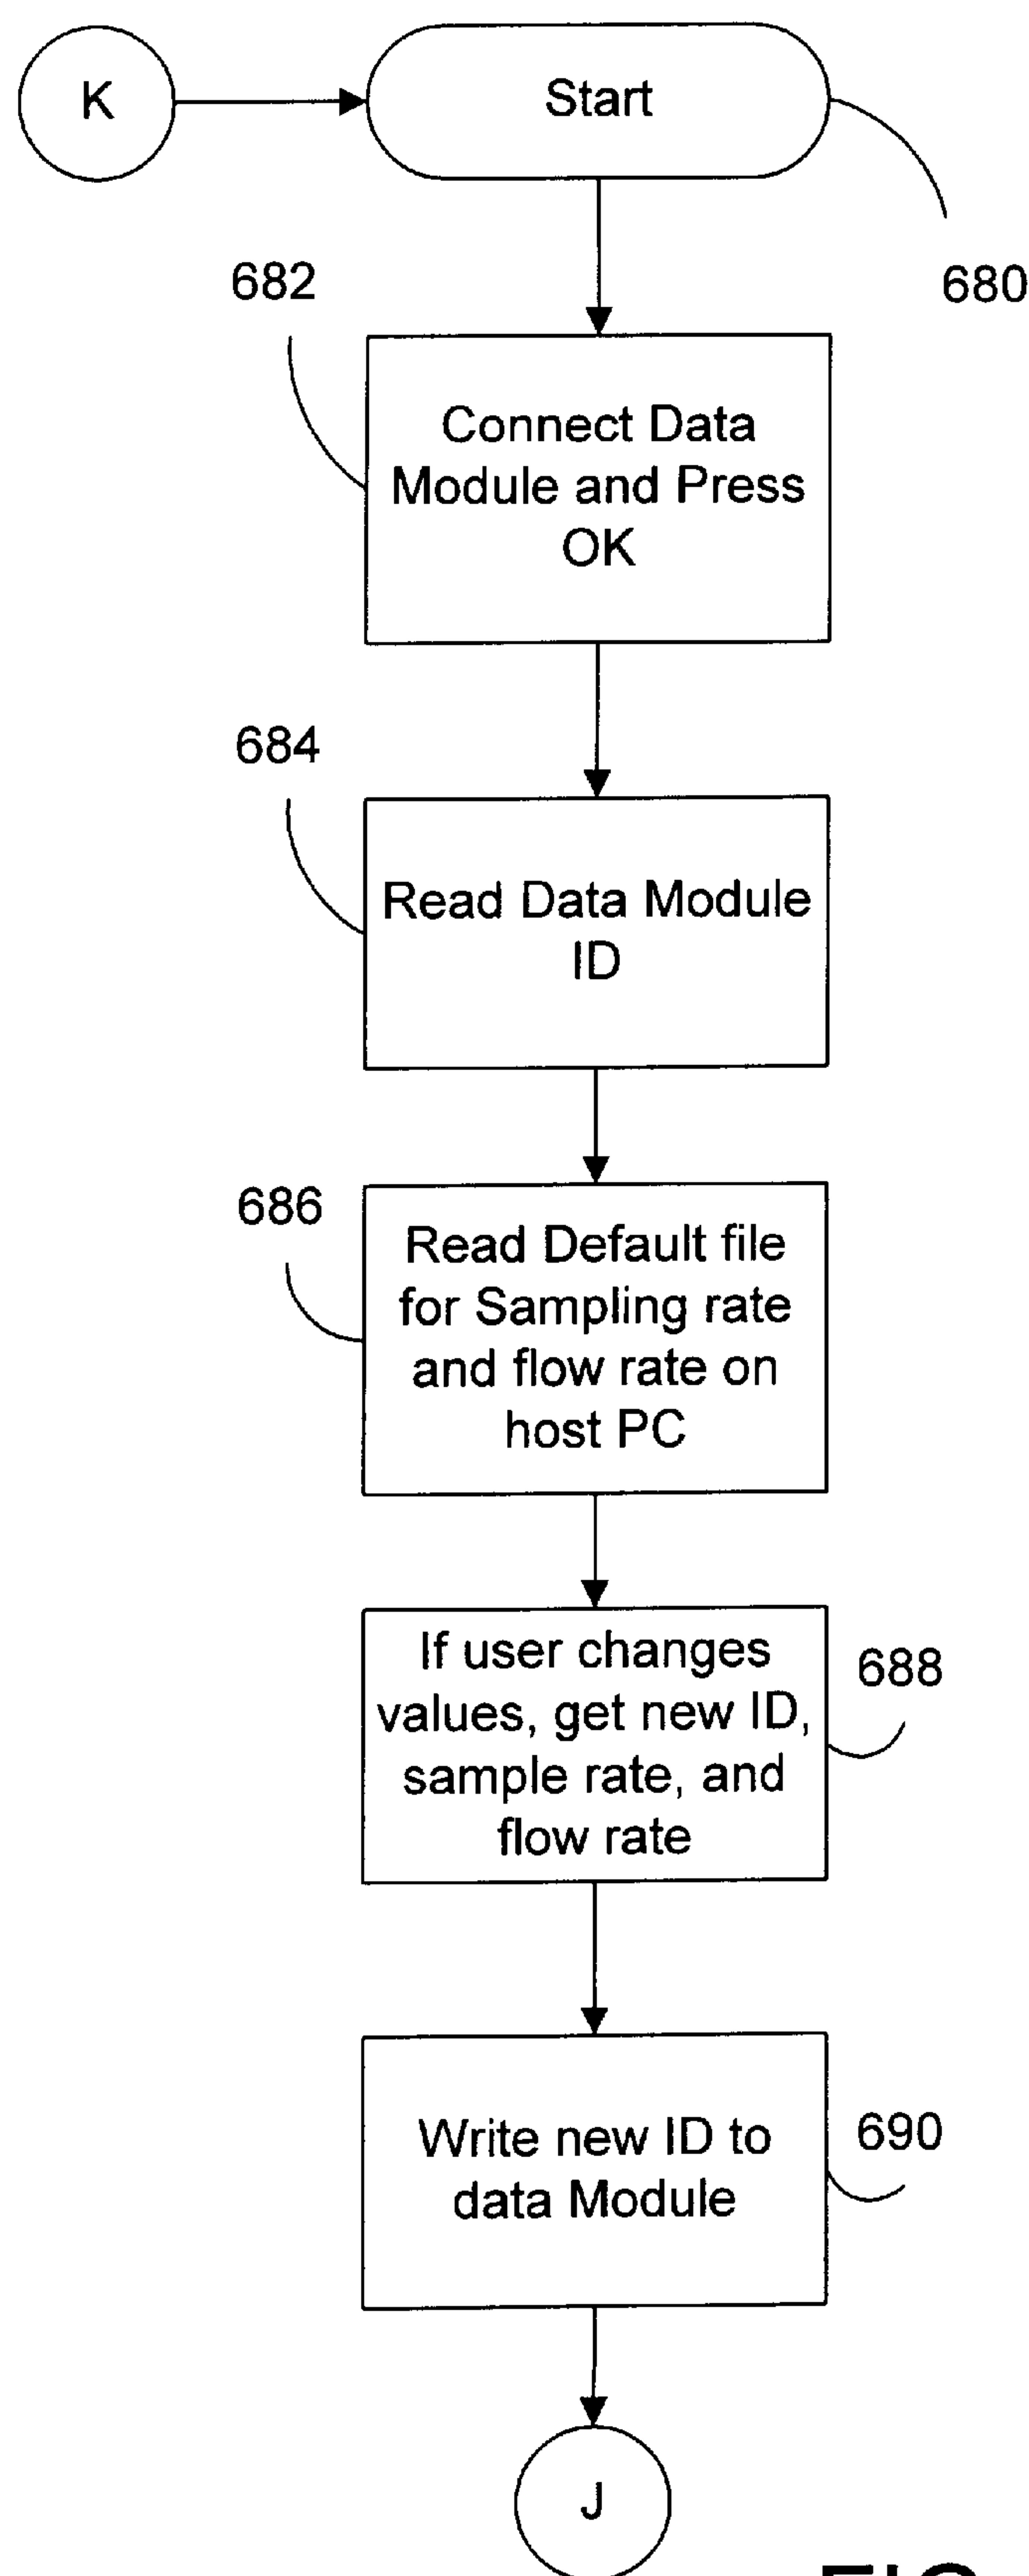 K
Start
680
682
Connect Data
Module and Press
OK
684
Read Data Module
ID
686
Read Default file
for Sampling rate
and flow rate on
host PC
If user changes
values, get new ID,
sample rate, and
flow rate
688
Write new ID to
data Module
690
J